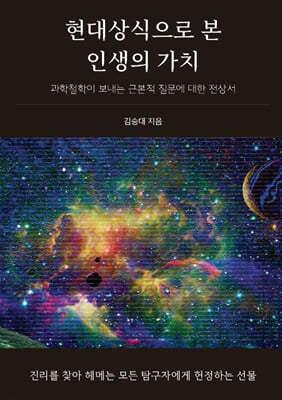 현대상식으로 본
인생의 가치
과학철학이 보내는 근본적 질문에 대한 전상서
김승대 지음
진리를 찾아 헤매는 모든 탐구자에게 헌정하는 선물